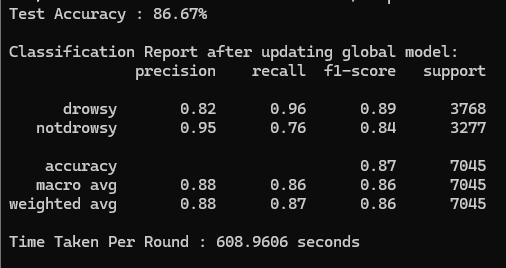 Test Accuracy : 86.67%
Classification Report after updating global model:
precision recall f1-score support
drowsy 0.82 0.96 0.89 3768
notdrowsy 0.95 0.76 0.84 3277
accuracy 0.87 7045
macro avg 0.88 0.86 0.86 7045
weighted avg 0.88 0.87 0.86 7045
Time Taken Per Round : 608.9606 seconds